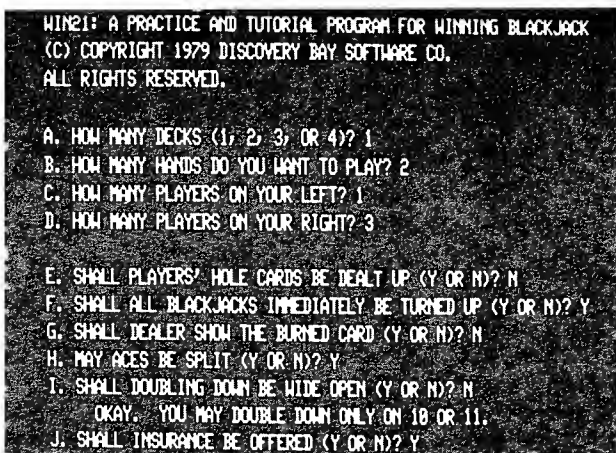 WIN21: A PRACTICE AND TUTORIAL PROGRAM FOR WINNING BLACKJACK
(C) COPYRIGHT 1979 DISCOVERY BAY SOFTWARE CO.
ALL RIGHTS RESERVED.
A. HOW MANY DECKS (1, 2, 3, OR 4)? 1
B. HOW MANY HANDS DO YOU WANT TO PLAY? 2
C. HOW MANY PLAYERS ON YOUR LEFT? 1
D. HOW MANY PLAYERS ON YOUR RIGHT? 3
E. SHALL PLAYERS' HOLE CARDS BE DEALT UP (Y OR N)? N
F. SHALL ALL BLACKJACKS IMMEDIATELY BE TURNED UP (Y OR N)? Y
G. SHALL DEALER SHOW THE BURNED CARD (Y OR N)? N
H. MAY ACES BE SPLIT (Y OR N)? Y
I. SHALL DOUBLING DOWN BE WIDE OPEN (Y OR N)? N
OKAY. YOU MAY DOUBLE DOWN ONLY ON 10 OR 11.
J. SHALL INSURANCE BE OFFERED (Y OR N)? Y